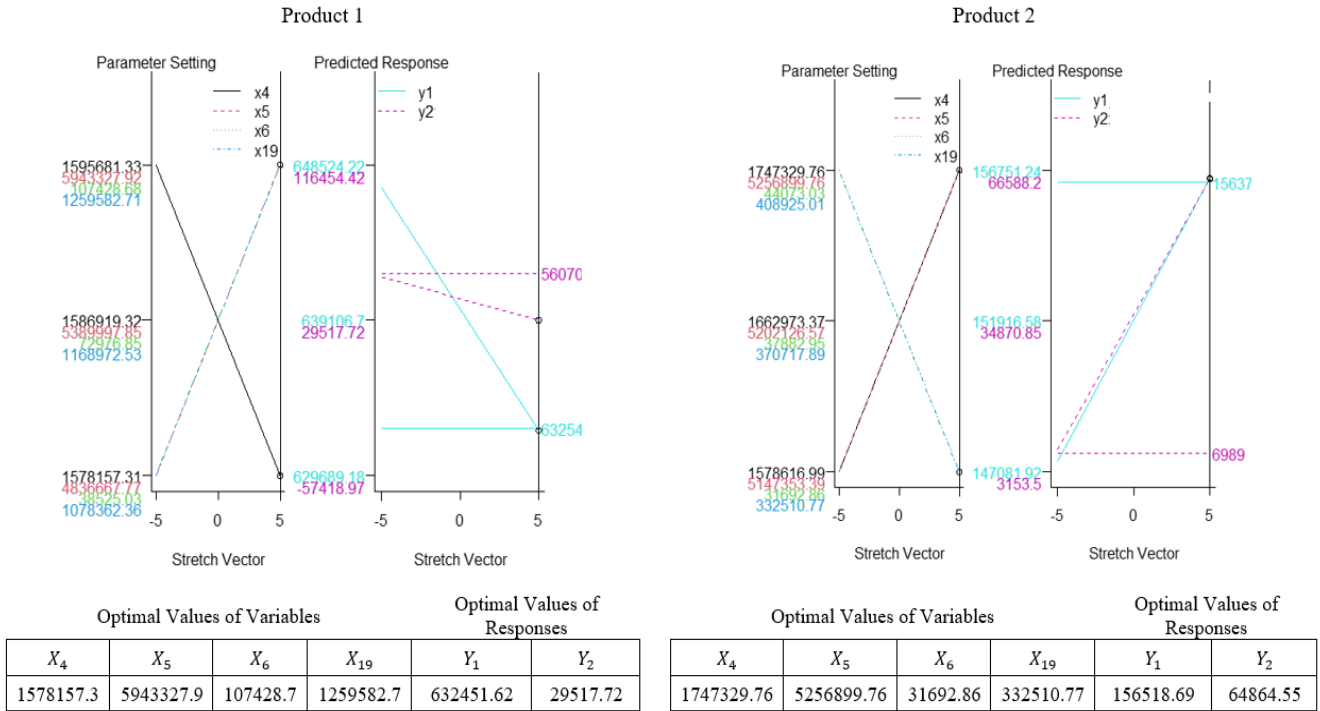 Product 1
Parameter Setting
x4
x5
x6
x19
1595681.33
5943327.92
107428.68
1259582.71
1586919.32
5389997.85
72976.85
1168972.53
1578157.31
4836667.77
38525.03
1078362.36
-5 0 5
Stretch Vector
Predicted Response
y1
y2
648524.22
116454.42
639106.7
29517.72
629689.18
-57418.97
56070
63254
-5 0 5
Stretch Vector
Optimal Values of Variables
Optimal Values of
Responses
X4 X5 X6 X19 Y1 Y2
1578157.3 5943327.9 107428.7 1259582.7 632451.62 29517.72
Product 2
Parameter Setting
x4
x5
x6
x19
1747329.76
5256899.76
44073.03
408925.01
1662973.37
5202126.57
37882.95
370717.89
1578616.99
5147353.39
31692.86
332510.77
-5 0 5
Stretch Vector
Predicted Response
y1
y2
156751.24
66588.2
151916.58
34870.85
147081.92
3153.5
15637
6989
-5 0 5
Stretch Vector
Optimal Values of Variables
Optimal Values of
Responses
X4 X5 X6 X19 Y1 Y2
1747329.76 5256899.76 31692.86 332510.77 156518.69 64864.55